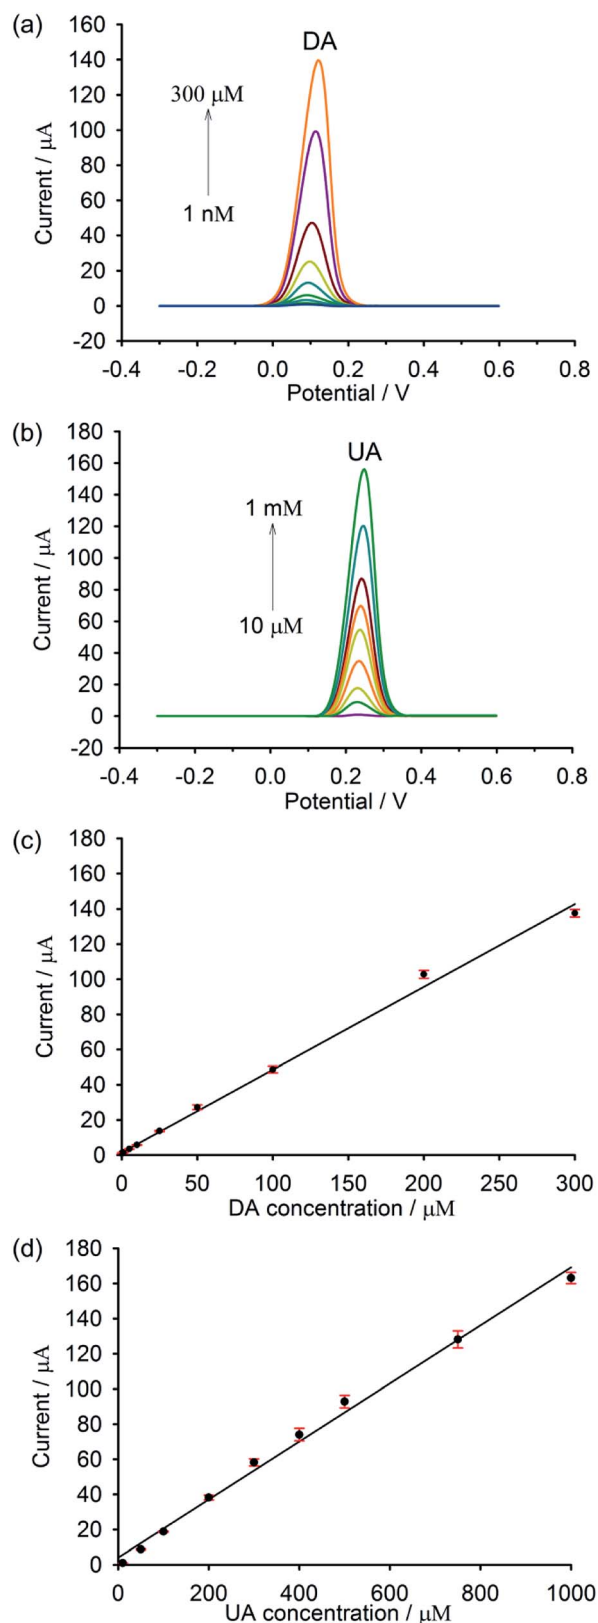 (a)
160
140
120
100
80
60
40
20
0
-20
Current / μA
DA
300 μM
1 nM
-0.4 -0.2 0.0 0.2 0.4 0.6 0.8
Potential / V
(b)
180
160
140
120
100
80
60
40
20
0
-20
Current / μA
UA
1 mM
10 μM
-0.4 -0.2 0.0 0.2 0.4 0.6 0.8
Potential / V
(c)
180
160
140
120
100
80
60
40
20
0
Current / μA
0 50 100 150 200 250 300
DA concentration / μM
(d)
180
160
140
120
100
80
60
40
20
0
Current / μA
0 200 400 600 800 1000
UA concentration / μM